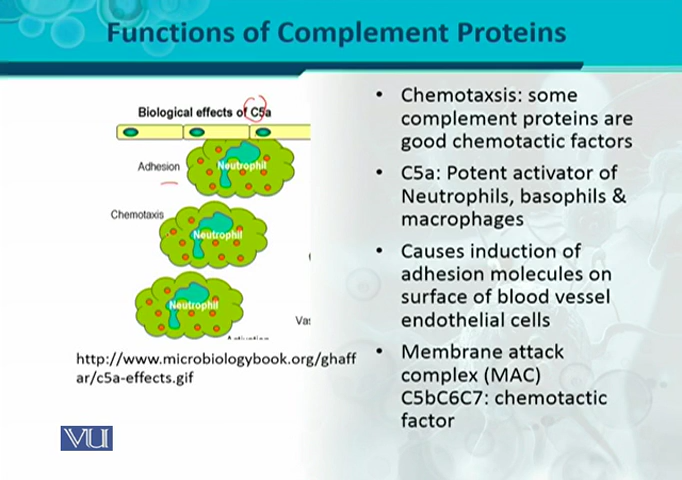 Functions of Complement Proteins
Biological effects of C5a
Adhesion
Neutrophil
Chemotaxis
Neutrophil
Neutrophil
http://www.microbiologybook.org/ghaff
ar/c5a-effects.gif
VU
• Chemotaxsis: some
complement proteins are
good chemotactic factors
• C5a: Potent activator of
Neutrophils, basophils &
macrophages
• Causes induction of
adhesion molecules on
surface of blood vessel
endothelial cells
• Membrane attack
complex (MAC)
C5bC6C7: chemotactic
factor